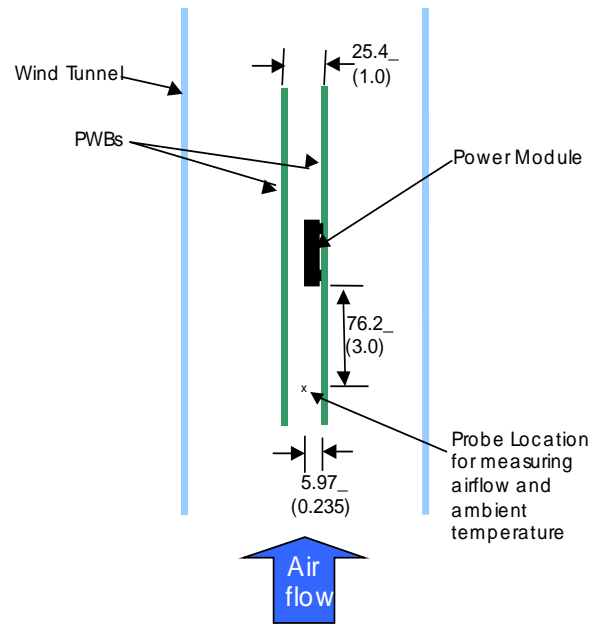 25.4_
(1.0)
Wind Tunnel
PWBs
Power Module
76.2_
(3.0)
x
Probe Location
for measuring
airflow and
ambient
temperature
5.97_
(0.235)
Air
flow